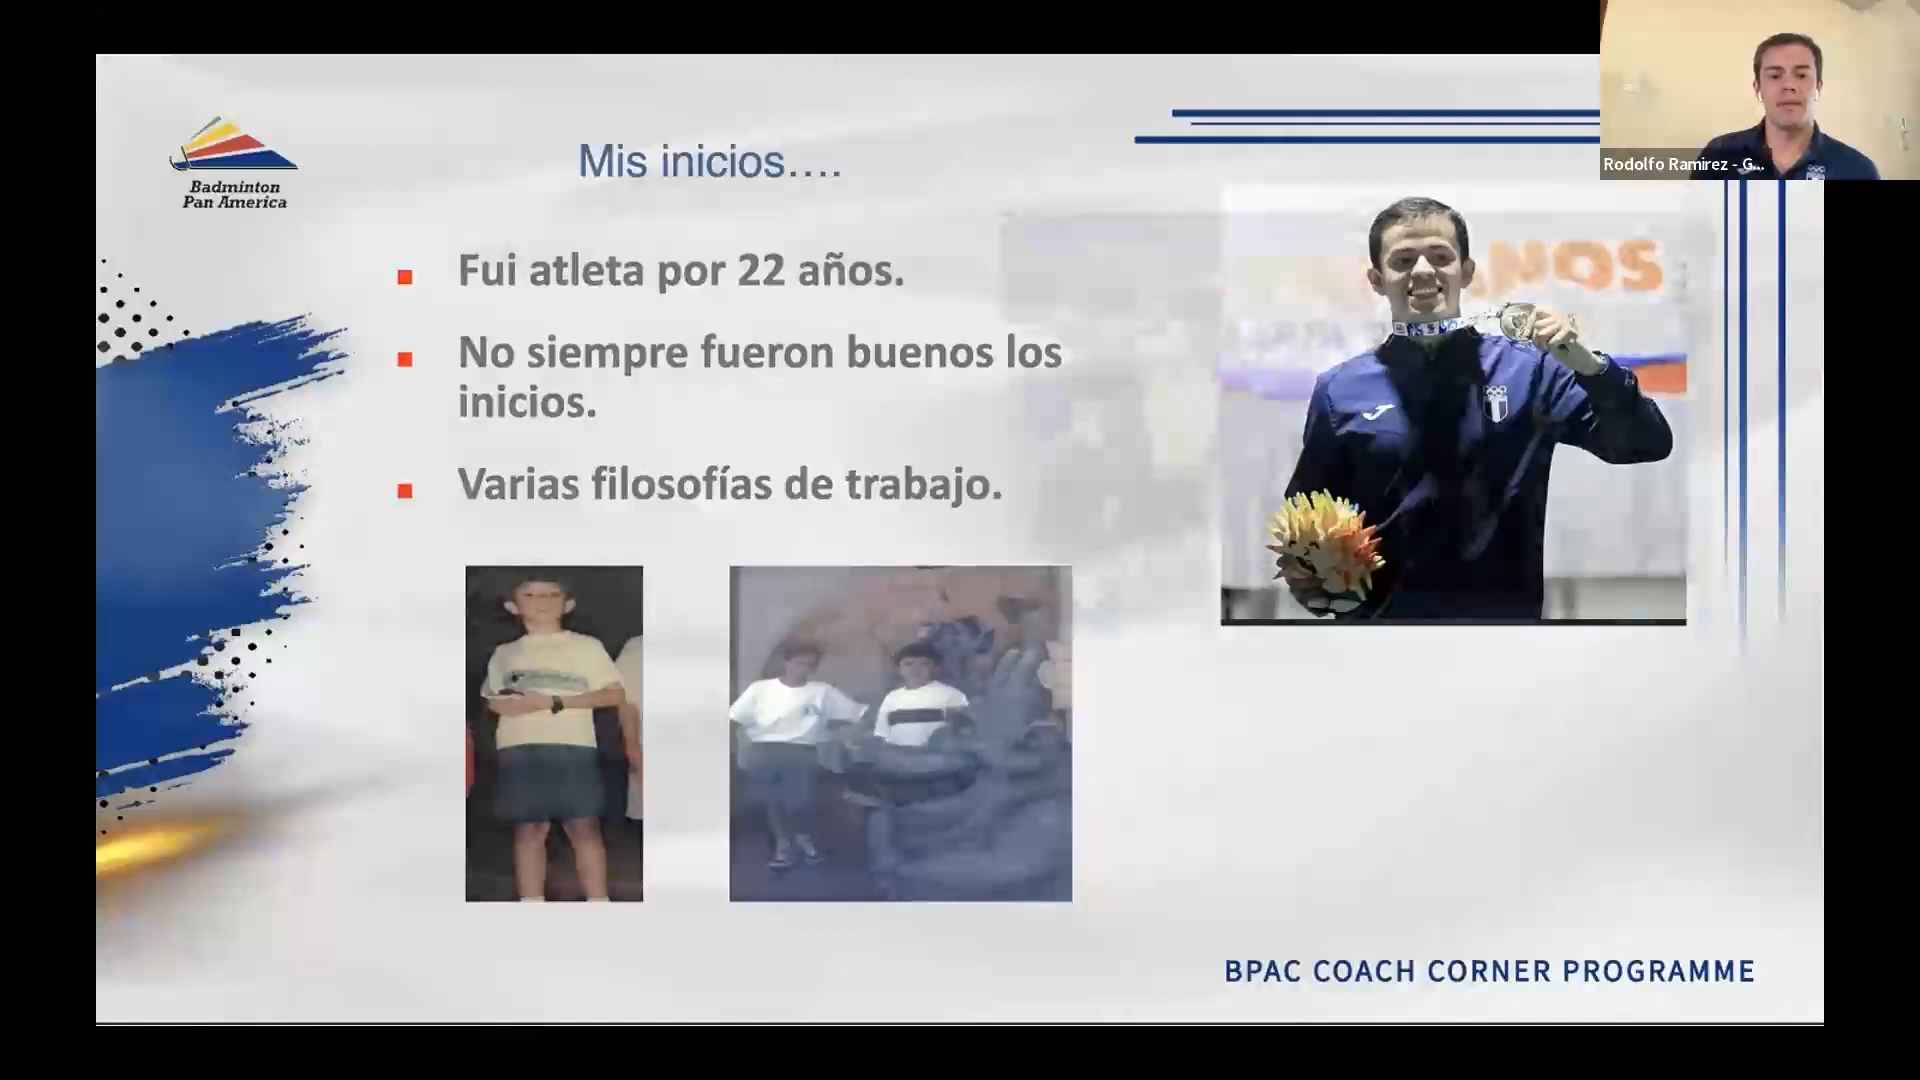 Rodolfo Ramirez - G...
Badminton
Pan America
Mis inicios....
Fui atleta por 22 años.
No siempre fueron buenos los
inicios.
Varias filosofías de trabajo.
ANOS
BPAC COACH CORNER PROGRAMME